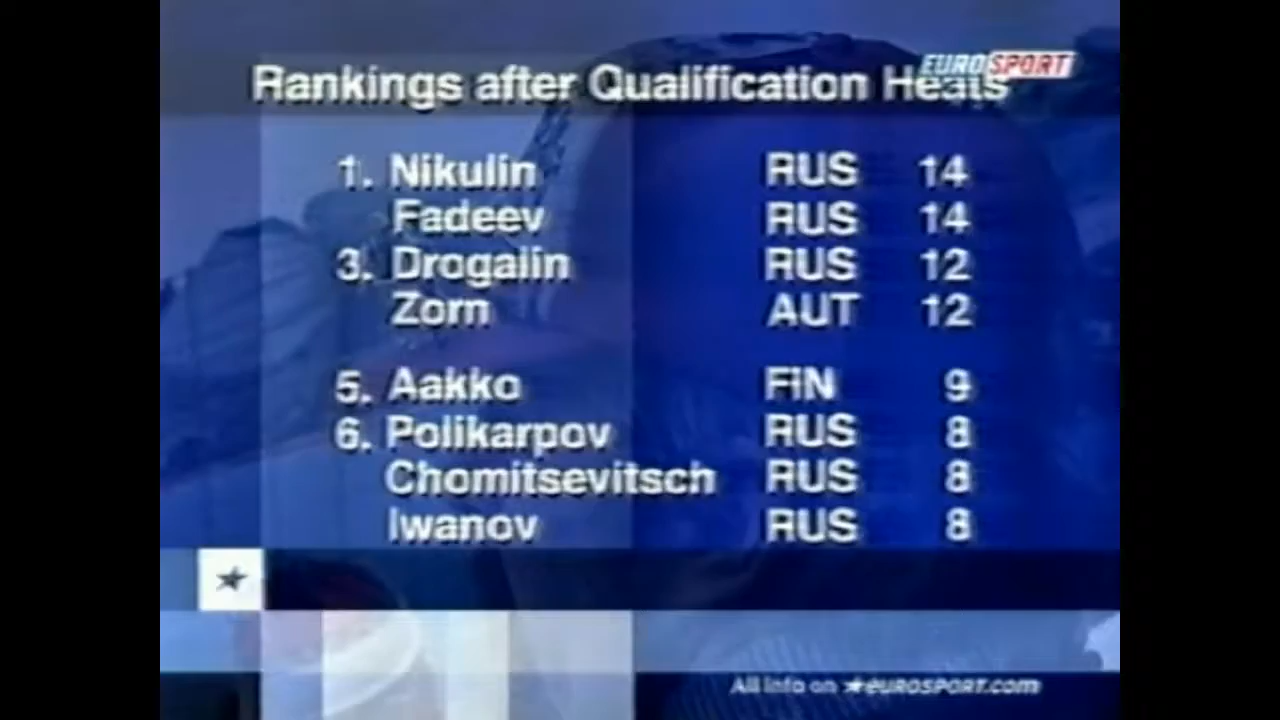 EUROSPORT
Rankings after Qualification Heats
1. Nikulin RUS 14
Fadeev RUS 14
3. Drogalin RUS 12
Zorn AUT 12
5. Aakko FIN 9
6. Polikarpov RUS 8
Chomitsevitsch RUS 8
Iwanov RUS 8
All info on eurosport.com